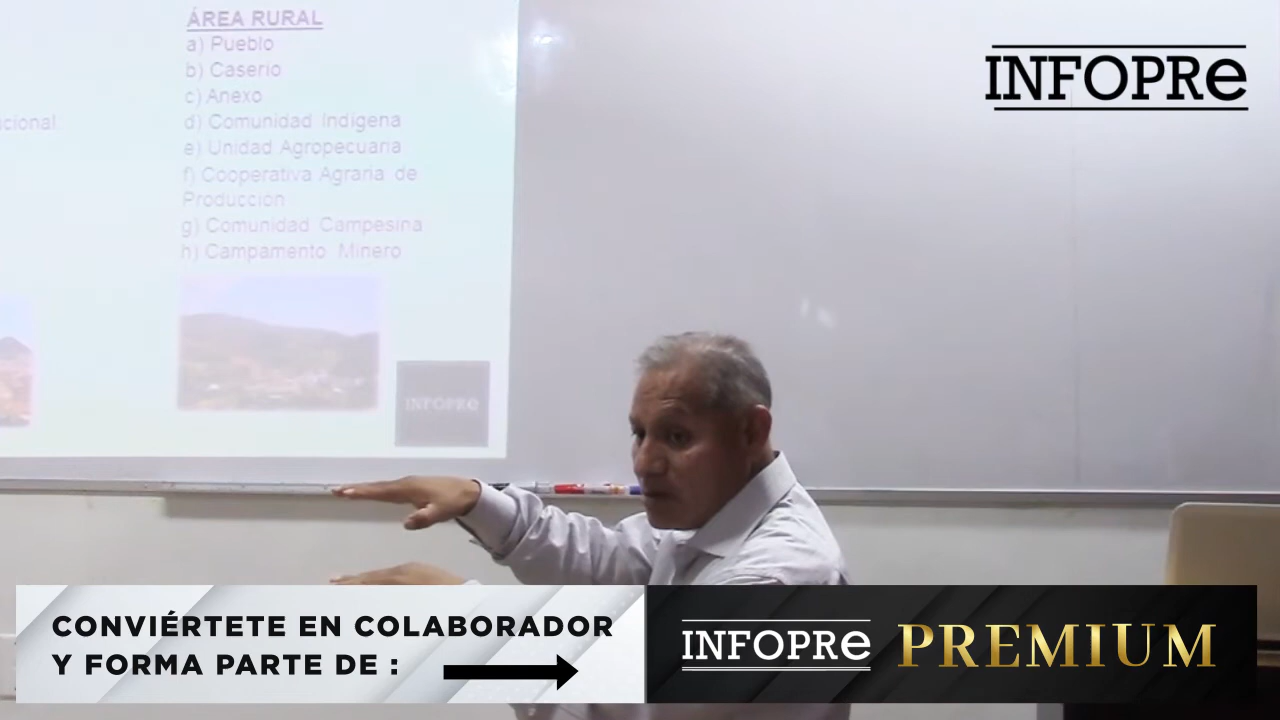 ÁREA RURAL
a) Pueblo
b) Caserio
c) Anexo
cional
d) Comunidad Indigena
e) Unidad Agropecuaria
f) Cooperativa Agraria de
Produccion
g) Comunidad Campesina
h) Campamento Minero
INFOPRe
INFOPRe
CONVIÉRTETE EN COLABORADOR
Y FORMA PARTE DE :
INFOPRe PREMIUM